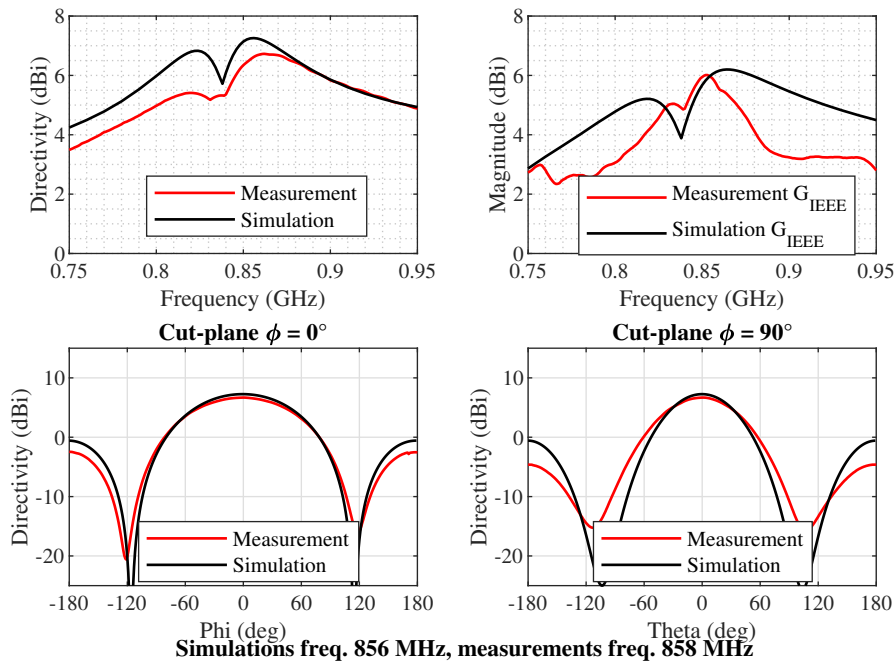 8
6
4
2
0
Directivity (dBi)
Measurement
Simulation
0.75
0.8
0.85
0.9
0.95
Frequency (GHz)
8
6
4
2
0
Magnitude (dBi)
Measurement G_IEEE
Simulation G_IEEE
0.75
0.8
0.85
0.9
0.95
Frequency (GHz)
Cut-plane ϕ = 0°
10
0
-10
-20
Directivity (dBi)
Measurement
Simulation
-180
-120
-60
0
60
120
180
Phi (deg)
Cut-plane ϕ = 90°
10
0
-10
-20
Directivity (dBi)
Measurement
Simulation
-180
-120
-60
0
60
120
180
Theta (deg)
Simulations freq. 856 MHz, measurements freq. 858 MHz